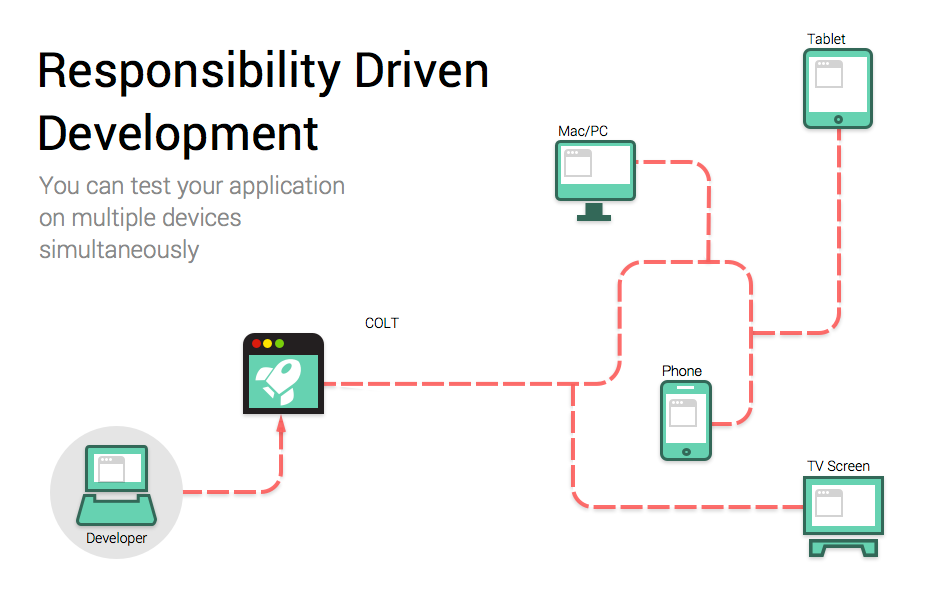 Responsibility Driven
Development
You can test your application
on multiple devices
simultaneously
Tablet
Mac/PC
COLT
Phone
TV Screen
Developer